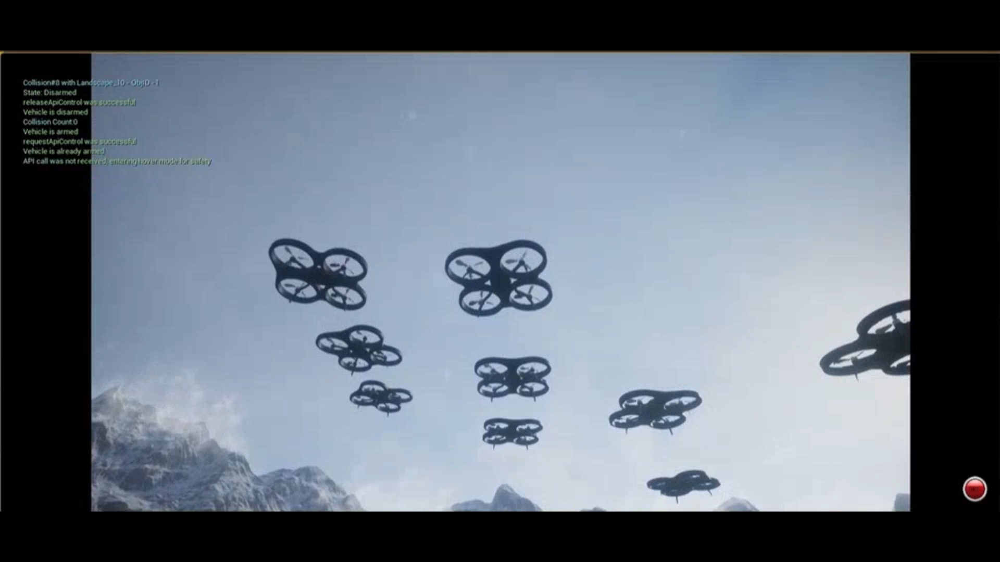 Collision#8 with Landscape_10 - ObjID -1
State: Disarmed
releaseApiControl was successful
Vehicle is disarmed
Collision Count:0
Vehicle is armed
requestApiControl was successful
Vehicle is already armed
API call was not received, entering hover mode for safety